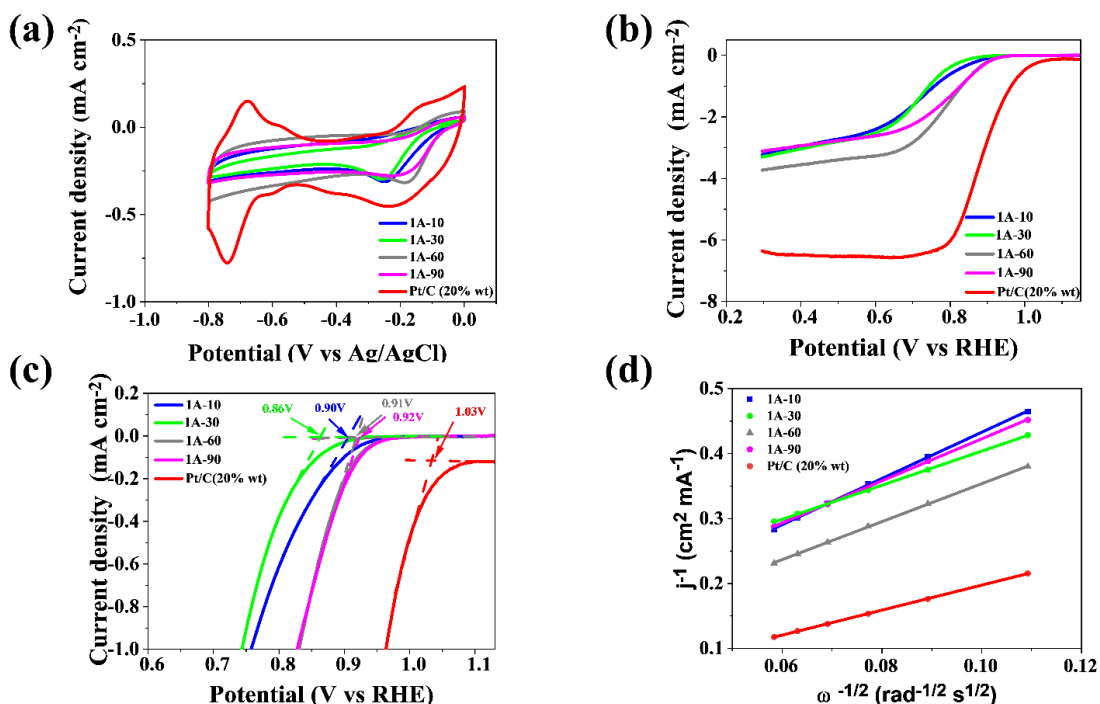 (a)
0.5
0.0
-0.5
-1.0
Current density (mA cm-2)
1A-10
1A-30
1A-60
1A-90
Pt/C (20% wt)
-1.0 -0.8 -0.6 -0.4 -0.2 0.0
Potential (V vs Ag/AgCl)
(b)
0
-2
-4
-6
-8
Current density (mA cm-2)
1A-10
1A-30
1A-60
1A-90
Pt/C (20% wt)
0.2 0.4 0.6 0.8 1.0
Potential (V vs RHE)
(c)
0.2
0.0
-0.2
-0.4
-0.6
-0.8
-1.0
Current density (mA cm-2)
1A-10
1A-30
1A-60
1A-90
Pt/C(20% wt)
0.86V
0.90V
0.91V
0.92V
1.03V
0.6 0.7 0.8 0.9 1.0 1.1
Potential (V vs RHE)
(d)
0.5
0.4
0.3
0.2
0.1
j-1 (cm2 mA-1)
1A-10
1A-30
1A-60
1A-90
Pt/C (20% wt)
0.06 0.08 0.10 0.12
ω -1/2 (rad-1/2 s1/2)